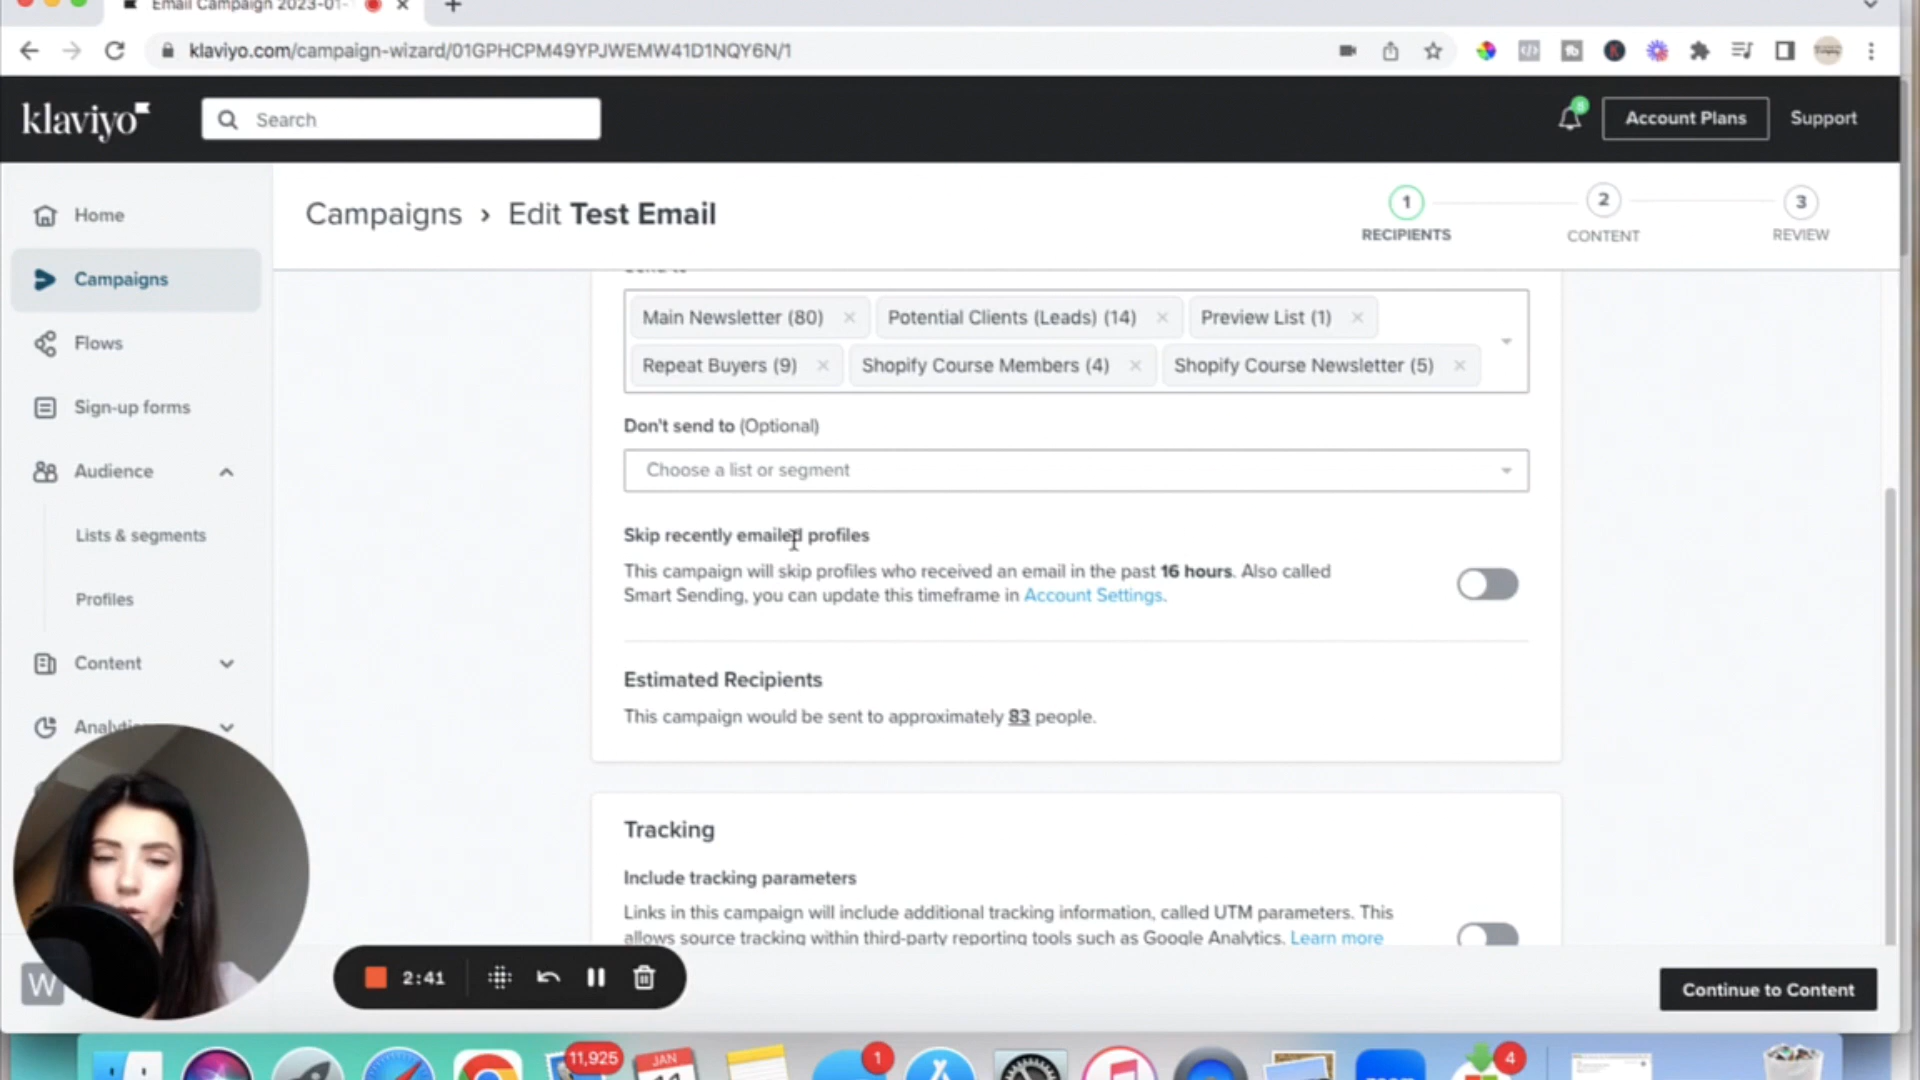 Email Campaign 2023-01-
klaviyo.com/campaign-wizard/01GPHCPM49YPJWEMW41D1NQY6N/1
klaviyo
Search
Account Plans
Support
Home
Campaigns
Flows
Sign-up forms
Audience
Lists & segments
Profiles
Content
Campaigns › Edit Test Email
1
RECIPIENTS
2
CONTENT
3
REVIEW
Main Newsletter (80) × Potential Clients (Leads) (14) × Preview List (1) ×
Repeat Buyers (9) × Shopify Course Members (4) × Shopify Course Newsletter (5) ×
Don't send to (Optional)
Choose a list or segment
Skip recently emailed profiles
This campaign will skip profiles who received an email in the past 16 hours. Also called
Smart Sending, you can update this timeframe in Account Settings.
Estimated Recipients
This campaign would be sent to approximately 83 people.
Tracking
Include tracking parameters
Links in this campaign will include additional tracking information, called UTM parameters. This
allows source tracking within third-party reporting tools such as Google Analytics. Learn more
W
2:41
Continue to Content
11,925
JAN
1
4